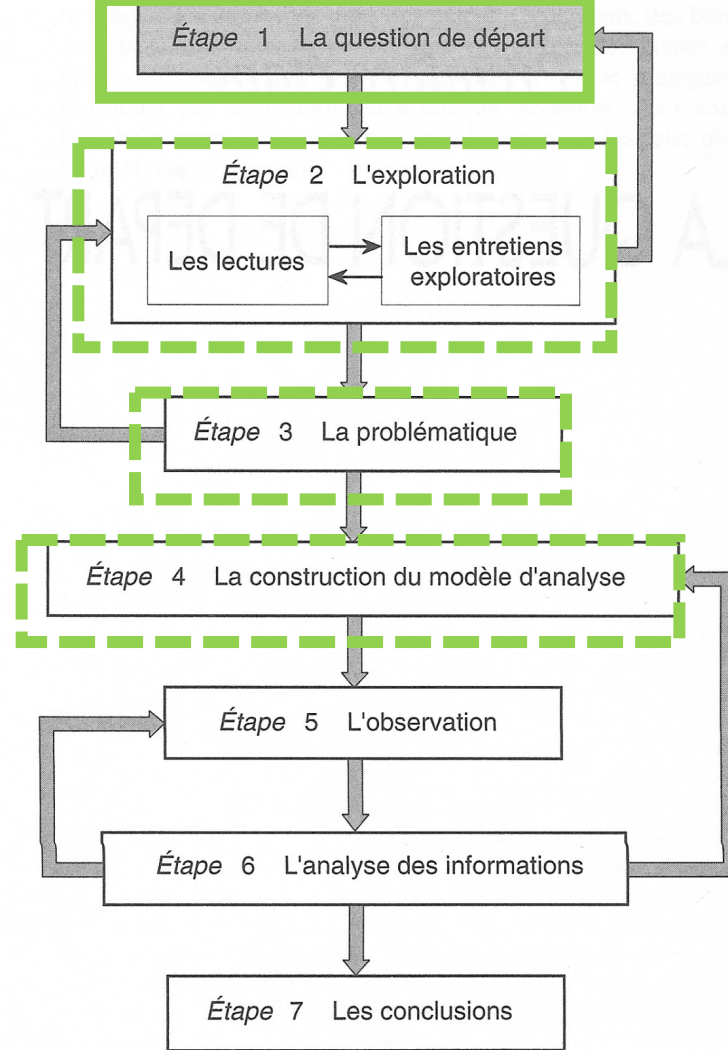 Étape 1 La question de départ
Étape 2 L'exploration
Les lectures
Les entretiens
exploratoires
Étape 3 La problématique
Étape 4 La construction du modèle d'analyse
Étape 5 L'observation
Étape 6 L'analyse des informations
Étape 7 Les conclusions